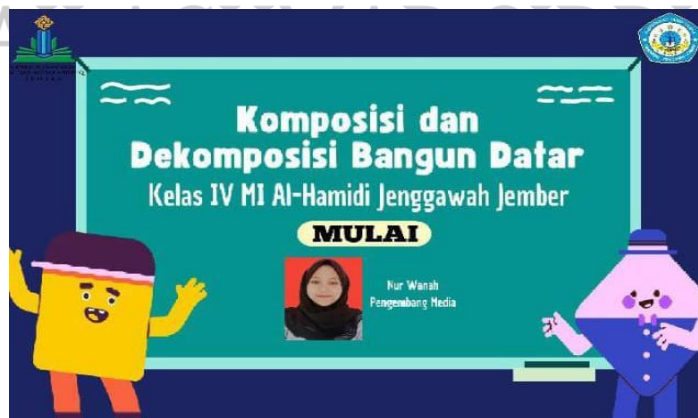 Komposisi dan
Dekomposisi Bangun Datar
Kelas IV MI Al-Hamidi Jenggawah Jember
MULAI
Nur Wanah
Pengembang Media